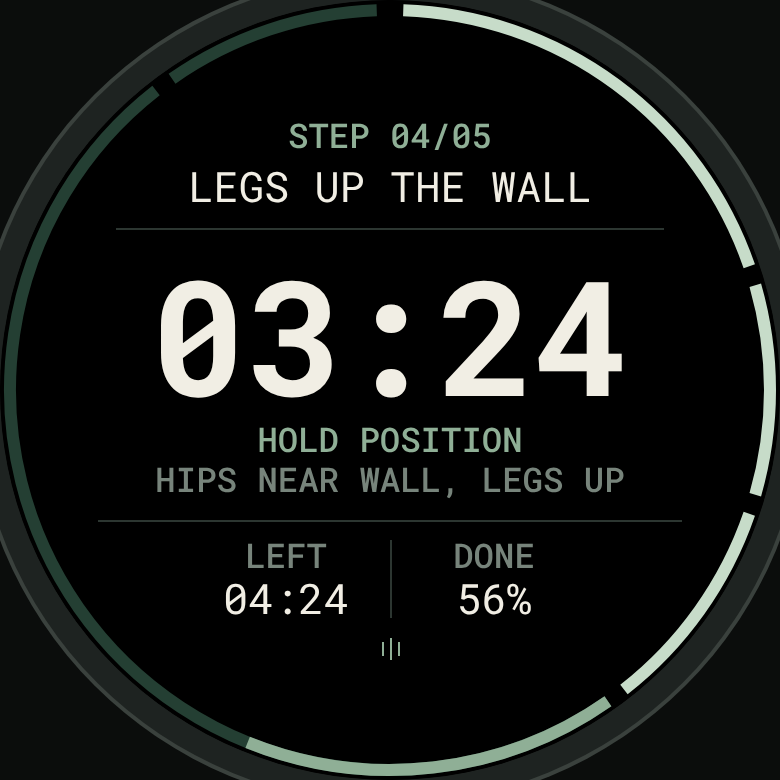 STEP 04/05
LEGS UP THE WALL
03:24
HOLD POSITION
HIPS NEAR WALL, LEGS UP
LEFT
04:24
DONE
56%